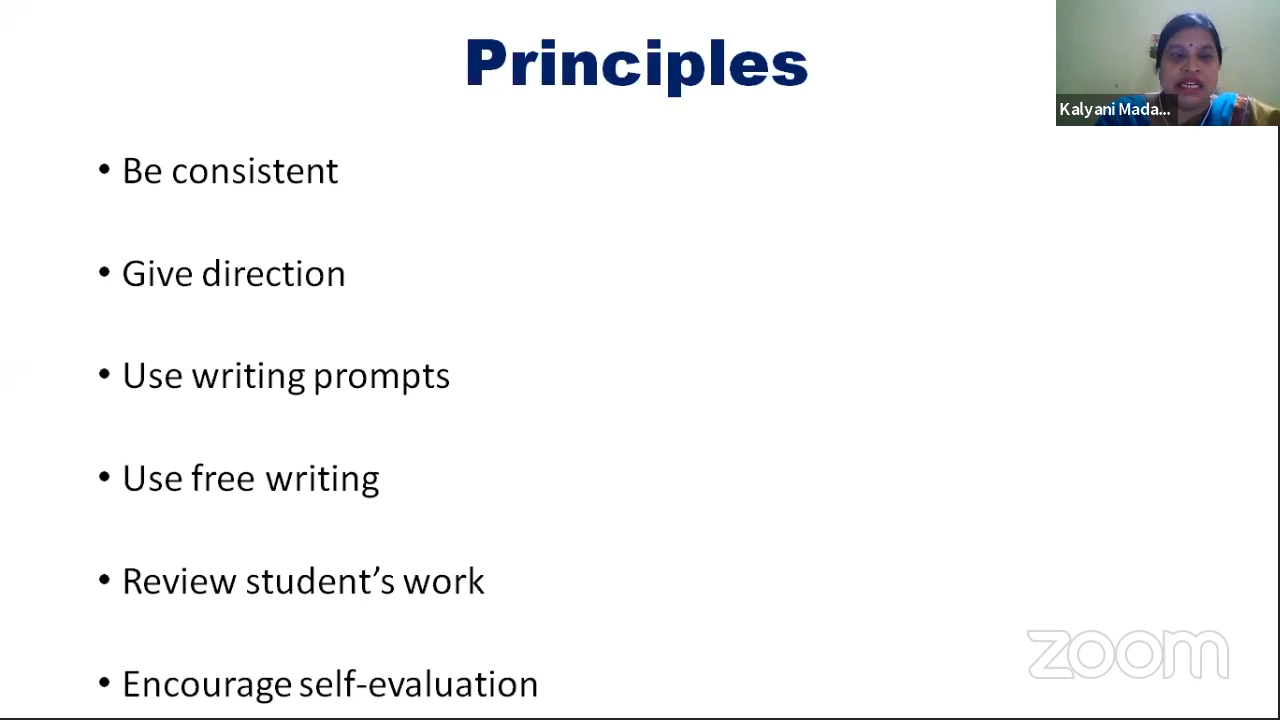 Principles
Kalyani Mada...
• Be consistent
• Give direction
• Use writing prompts
• Use free writing
• Review student’s work
• Encourage self-evaluation
zoom